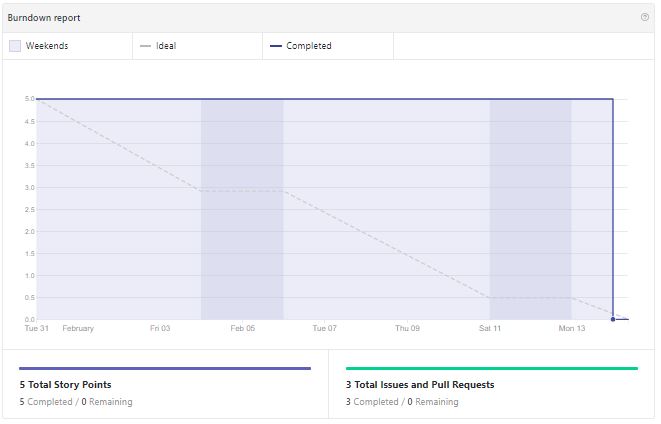 Burndown report
Weekends
Ideal
Completed
5.0
4.5
4.0
3.5
3.0
2.5
2.0
1.5
1.0
0.5
0.0
Tue 31 February Fri 03 Feb 05 Tue 07 Thu 09 Sat 11 Mon 13
5 Total Story Points
5 Completed / 0 Remaining
3 Total Issues and Pull Requests
3 Completed / 0 Remaining